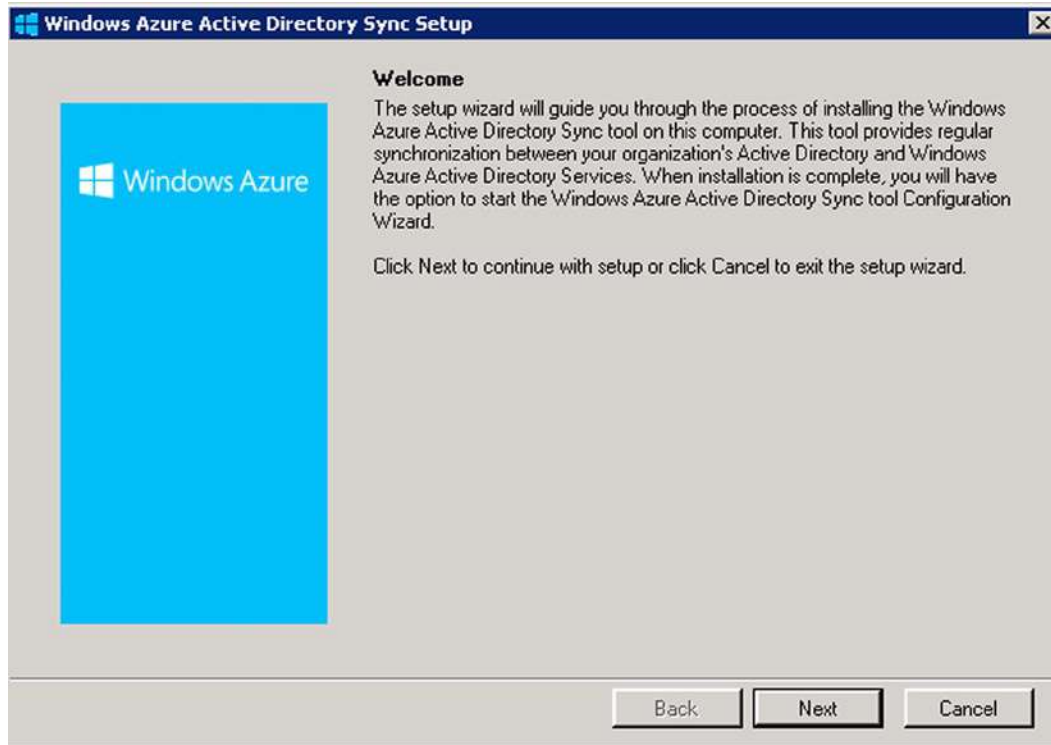 Windows Azure Active Directory Sync Setup
Windows Azure
Welcome
The setup wizard will guide you through the process of installing the Windows
Azure Active Directory Sync tool on this computer. This tool provides regular
synchronization between your organization's Active Directory and Windows
Azure Active Directory Services. When installation is complete, you will have
the option to start the Windows Azure Active Directory Sync tool Configuration
Wizard.
Click Next to continue with setup or click Cancel to exit the setup wizard.
Back
Next
Cancel